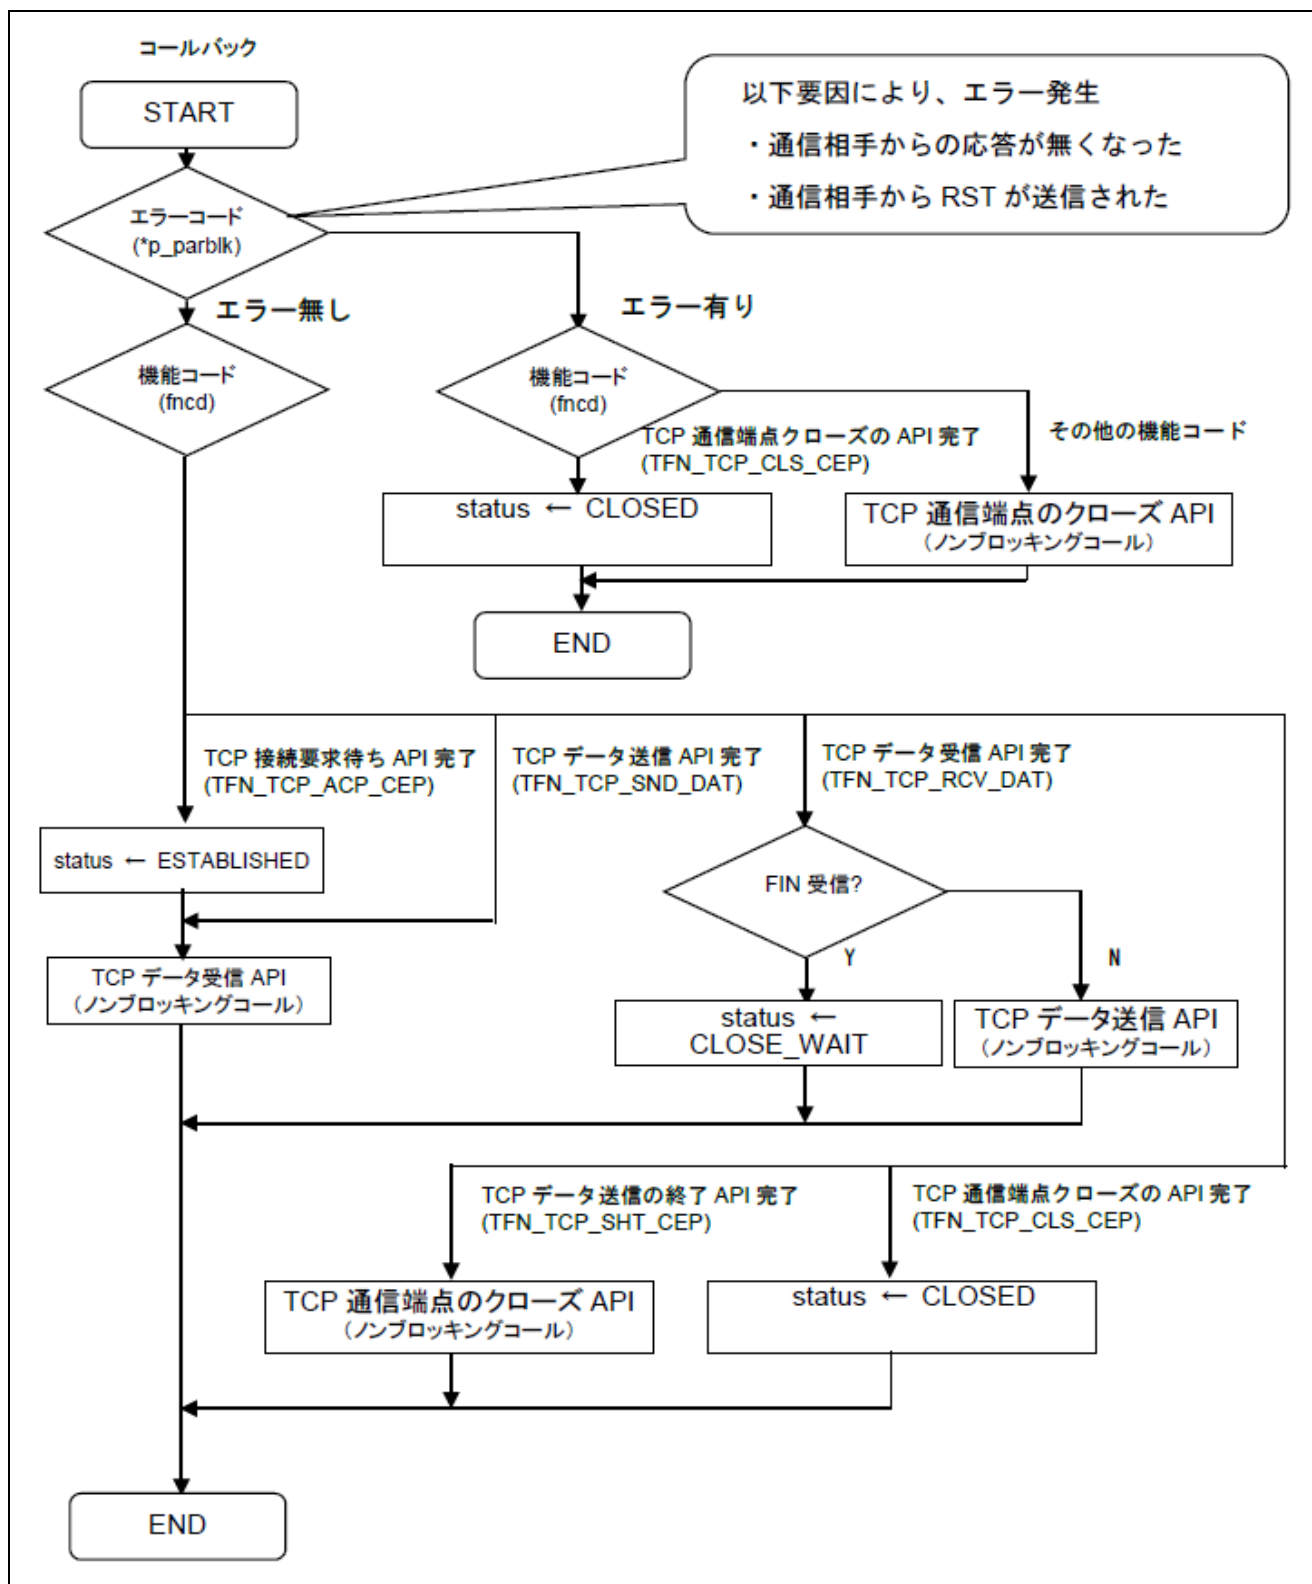 コールバック
START
以下要因により、エラー発生
・通信相手からの応答が無くなった
・通信相手から RST が送信された
エラーコード
(*p_parblk)
エラー無し
エラー有り
機能コード
(fncd)
機能コード
(fncd)
TCP 通信端点クローズの API 完了
(TFN_TCP_CLS_CEP)
その他の機能コード
status ← CLOSED
TCP 通信端点のクローズ API
（ノンブロッキングコール）
END
TCP 接続要求待ち API 完了
(TFN_TCP_ACP_CEP)
TCP データ送信 API 完了
(TFN_TCP_SND_DAT)
TCP データ受信 API 完了
(TFN_TCP_RCV_DAT)
status ← ESTABLISHED
FIN 受信?
Y
N
TCP データ受信 API
（ノンブロッキングコール）
status ←
CLOSE_WAIT
TCP データ送信 API
（ノンブロッキングコール）
TCP データ送信の終了 API 完了
(TFN_TCP_SHT_CEP)
TCP 通信端点クローズの API 完了
(TFN_TCP_CLS_CEP)
TCP 通信端点のクローズ API
（ノンブロッキングコール）
status ← CLOSED
END